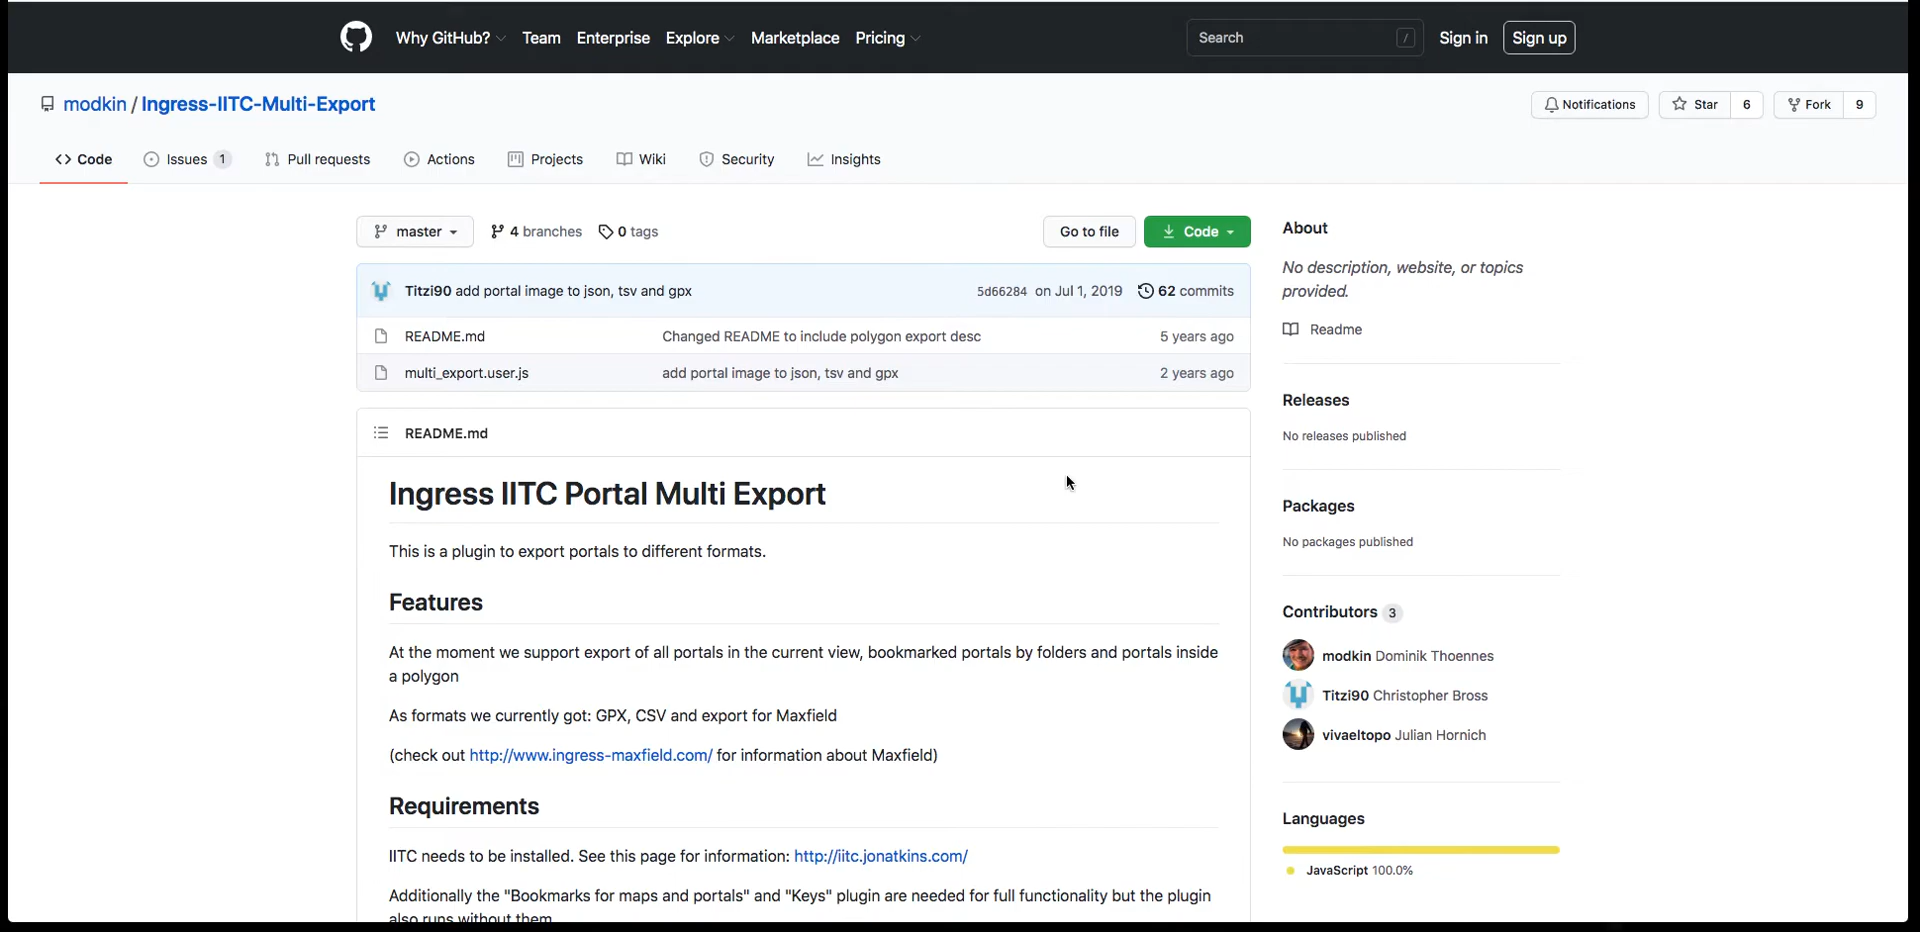 Why GitHub? Team Enterprise Explore Marketplace Pricing Search / Sign in Sign up
modkin / Ingress-IITC-Multi-Export Notifications Star 6 Fork 9
Code Issues 1 Pull requests Actions Projects Wiki Security Insights
master 4 branches 0 tags Go to file Code
Titzi90 add portal image to json, tsv and gpx 5d66284 on Jul 1, 2019 62 commits
README.md Changed README to include polygon export desc 5 years ago
multi_export.user.js add portal image to json, tsv and gpx 2 years ago
README.md
Ingress IITC Portal Multi Export
This is a plugin to export portals to different formats.
Features
At the moment we support export of all portals in the current view, bookmarked portals by folders and portals inside
a polygon
As formats we currently got: GPX, CSV and export for Maxfield
(check out http://www.ingress-maxfield.com/ for information about Maxfield)
Requirements
IITC needs to be installed. See this page for information: http://iitc.jonatkins.com/
Additionally the "Bookmarks for maps and portals" and "Keys" plugin are needed for full functionality but the plugin
also runs without them
About
No description, website, or topics
provided.
Readme
Releases
No releases published
Packages
No packages published
Contributors 3
modkin Dominik Thoennes
Titzi90 Christopher Bross
vivaeltopo Julian Hornich
Languages
JavaScript 100.0%